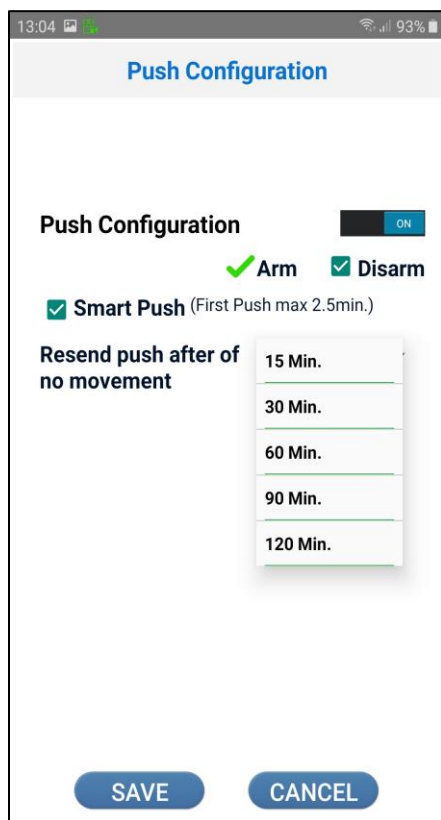 13:04 93%
Push Configuration
Push Configuration ON
Arm Disarm
Smart Push (First Push max 2.5min.)
Resend push after of
no movement
15 Min.
30 Min.
60 Min.
90 Min.
120 Min.
SAVE CANCEL